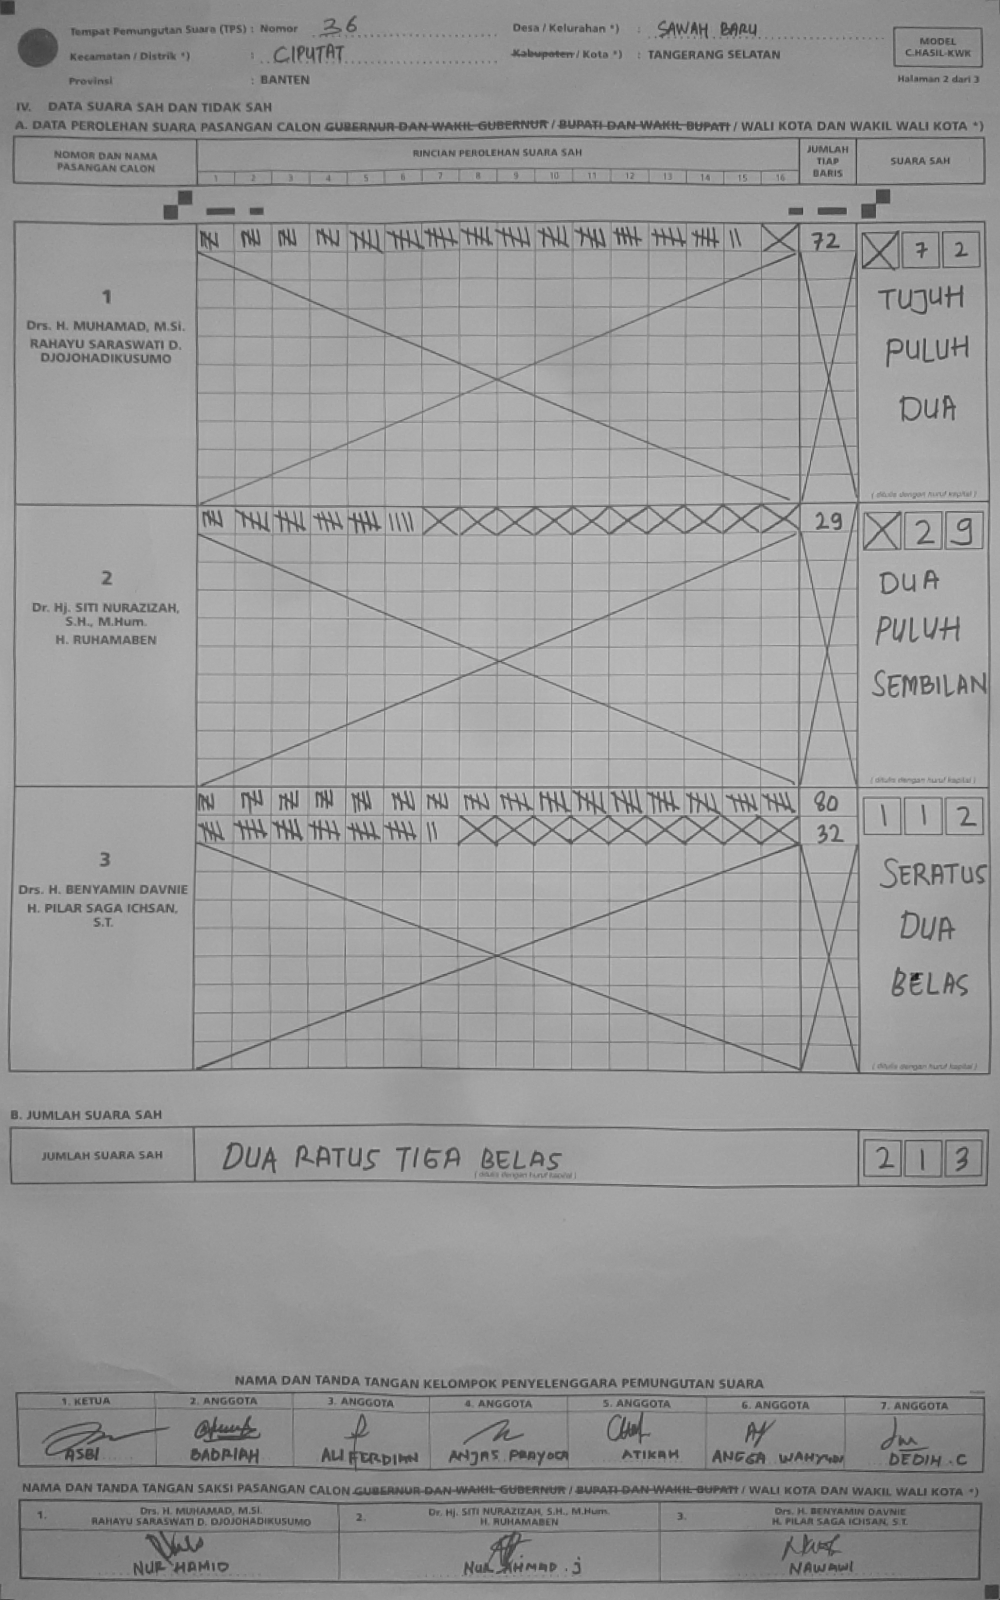 Tempat Pemungutan Suara (TPS) : Nomor 36
Desa / Kelurahan *) : SAWAH BARU
MODEL
C.HASIL-KWK
Kecamatan / Distrik *) : CIPUTAT
Kabupaten / Kota *) : TANGERANG SELATAN
Provinsi : BANTEN
Halaman 2 dari 3
IV. DATA SUARA SAH DAN TIDAK SAH
A. DATA PEROLEHAN SUARA PASANGAN CALON GUBERNUR DAN WAKIL GUBERNUR / BUPATI DAN WAKIL BUPATI / WALI KOTA DAN WAKIL WALI KOTA *)
NOMOR DAN NAMA
PASANGAN CALON
RINCIAN PEROLEHAN SUARA SAH
1 2 3 4 5 6 7 8 9 10 11 12 13 14 15 16
JUMLAH
TIAP
BARIS
SUARA SAH
1
Drs. H. MUHAMAD, M.Si.
RAHAYU SARASWATI D.
DJOJOHADIKUSUMO
72
X 7 2
TUJUH
PULUH
DUA
( ditulis dengan huruf kapital )
2
Dr. Hj. SITI NURAZIZAH,
S.H., M.Hum.
H. RUHAMABEN
29
X 2 9
DUA
PULUH
SEMBILAN
( ditulis dengan huruf kapital )
3
Drs. H. BENYAMIN DAVNIE
H. PILAR SAGA ICHSAN,
S.T.
80
32
1 1 2
SERATUS
DUA
BELAS
( ditulis dengan huruf kapital )
B. JUMLAH SUARA SAH
JUMLAH SUARA SAH
DUA RATUS TIGA BELAS
( ditulis dengan huruf kapital )
2 1 3
NAMA DAN TANDA TANGAN KELOMPOK PENYELENGGARA PEMUNGUTAN SUARA
1. KETUA 2. ANGGOTA 3. ANGGOTA 4. ANGGOTA 5. ANGGOTA 6. ANGGOTA 7. ANGGOTA
ASBI BADRIAH ALI FERDIAN ANJAS PRAYOGI ATIKAH ANGGA WAHYUN DEDIH . C
NAMA DAN TANDA TANGAN SAKSI PASANGAN CALON GUBERNUR DAN WAKIL GUBERNUR / BUPATI DAN WAKIL BUPATI / WALI KOTA DAN WAKIL WALI KOTA *)
1. Drs. H. MUHAMAD, M.Si.
RAHAYU SARASWATI D. DJOJOHADIKUSUMO
2. Dr. Hj. SITI NURAZIZAH, S.H., M.Hum.
H. RUHAMABEN
3. Drs. H. BENYAMIN DAVNIE
H. PILAR SAGA ICHSAN, S.T.
NUR HAMID
NUR AHMAD . J
NAWAWI